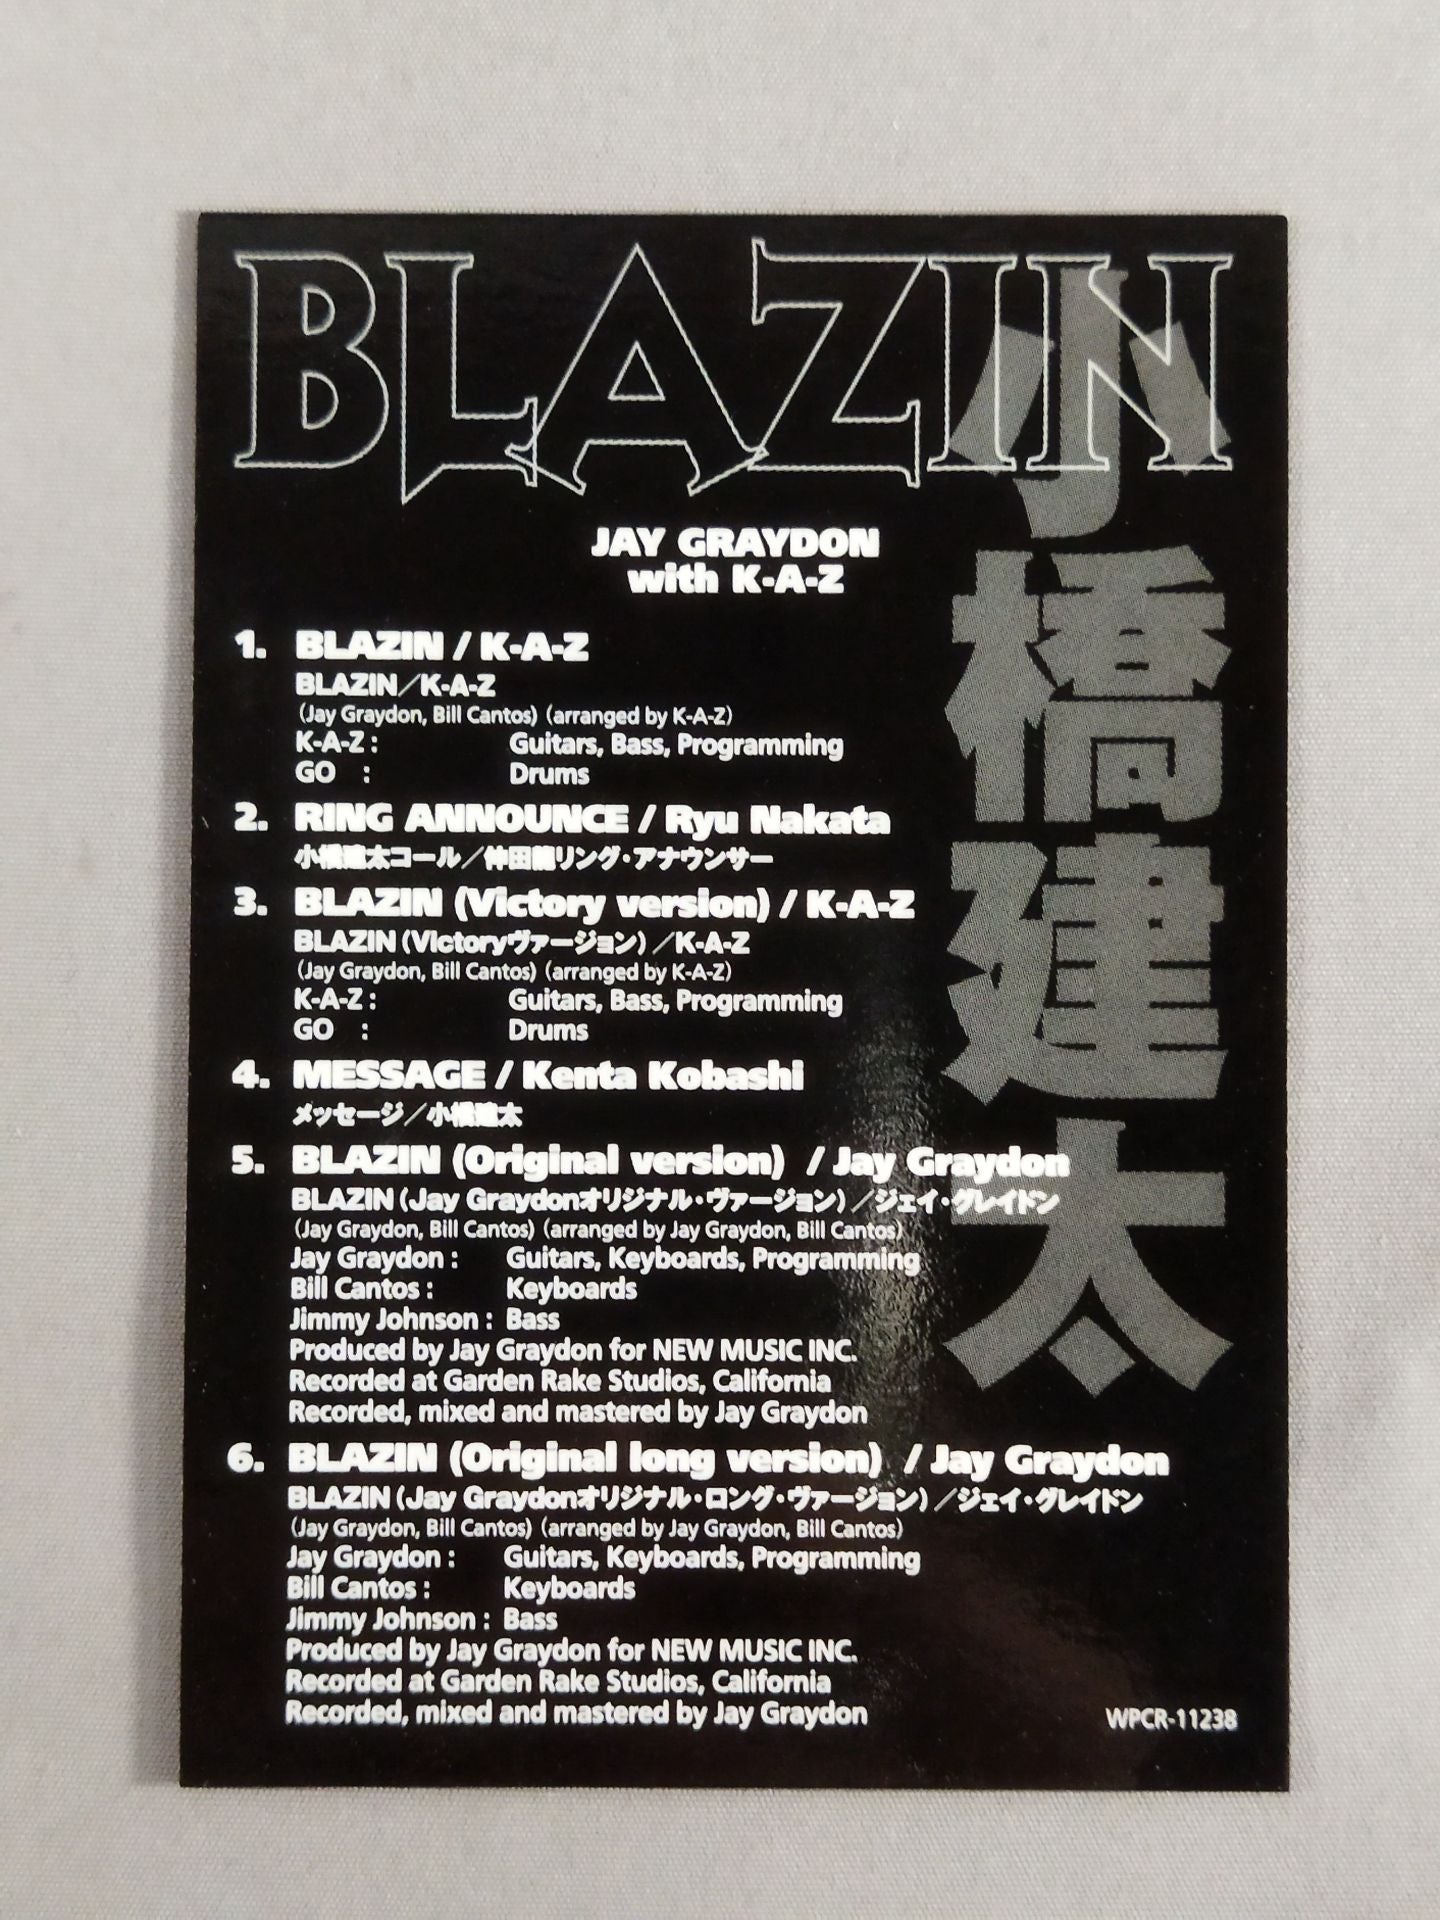 BLAZIN
小橋建太
JAY GRAYDON
with K-A-Z
1. BLAZIN / K-A-Z
BLAZIN／K-A-Z
(Jay Graydon, Bill Cantos) (arranged by K-A-Z)
K-A-Z : Guitars, Bass, Programming
GO : Drums
2. RING ANNOUNCE / Ryu Nakata
小橋建太コール／仲田龍リング・アナウンサー
3. BLAZIN (Victory version) / K-A-Z
BLAZIN (Victoryヴァージョン) ／K-A-Z
(Jay Graydon, Bill Cantos) (arranged by K-A-Z)
K-A-Z : Guitars, Bass, Programming
GO : Drums
4. MESSAGE / Kenta Kobashi
メッセージ／小橋建太
5. BLAZIN (Original version) / Jay Graydon
BLAZIN (Jay Graydonオリジナル・ヴァージョン) ／ジェイ・グレイドン
(Jay Graydon, Bill Cantos) (arranged by Jay Graydon, Bill Cantos)
Jay Graydon : Guitars, Keyboards, Programming
Bill Cantos : Keyboards
Jimmy Johnson : Bass
Produced by Jay Graydon for NEW MUSIC INC.
Recorded at Garden Rake Studios, California
Recorded, mixed and mastered by Jay Graydon
6. BLAZIN (Original long version) / Jay Graydon
BLAZIN (Jay Graydonオリジナル・ロング・ヴァージョン) ／ジェイ・グレイドン
(Jay Graydon, Bill Cantos) (arranged by Jay Graydon, Bill Cantos)
Jay Graydon : Guitars, Keyboards, Programming
Bill Cantos : Keyboards
Jimmy Johnson : Bass
Produced by Jay Graydon for NEW MUSIC INC.
Recorded at Garden Rake Studios, California
Recorded, mixed and mastered by Jay Graydon
WPCR-11238